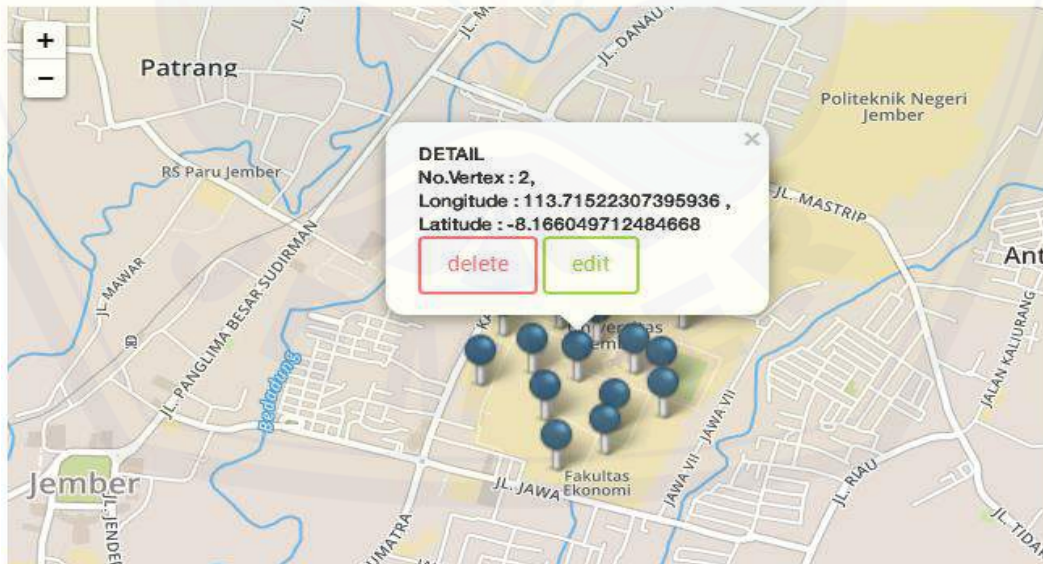 +
−
Patrang
JL. DANAU
Politeknik Negeri
Jember
RS Paru Jember
×
DETAIL
No.Vertex : 2,
Longitude : 113.71522307395936 ,
Latitude : -8.166049712484668
delete
edit
JL. MASTRIP
JL. MAWAR
JL. PANGLIMA BESAR SUDIRMAN
Bedadung
JALAN KALIURANG
JAWA VII
JAWA VII
JL. RIAU
Fakultas
Ekonomi
JL. JAWA
Jember